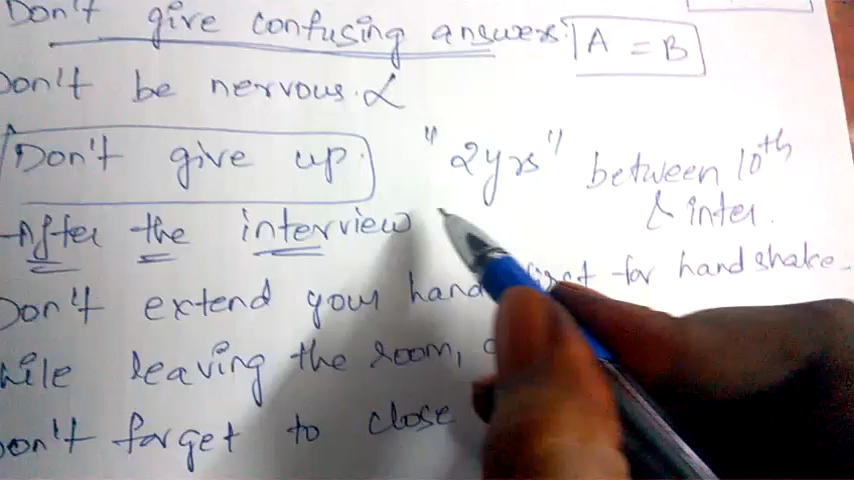 Don't give confusing answers: A = B
Don't be nervous.
Don't give up. "2yrs" between 10th
& inter.
After the interview
Don't extend your hand first for handshake.
while leaving the room,
Don't forget to close